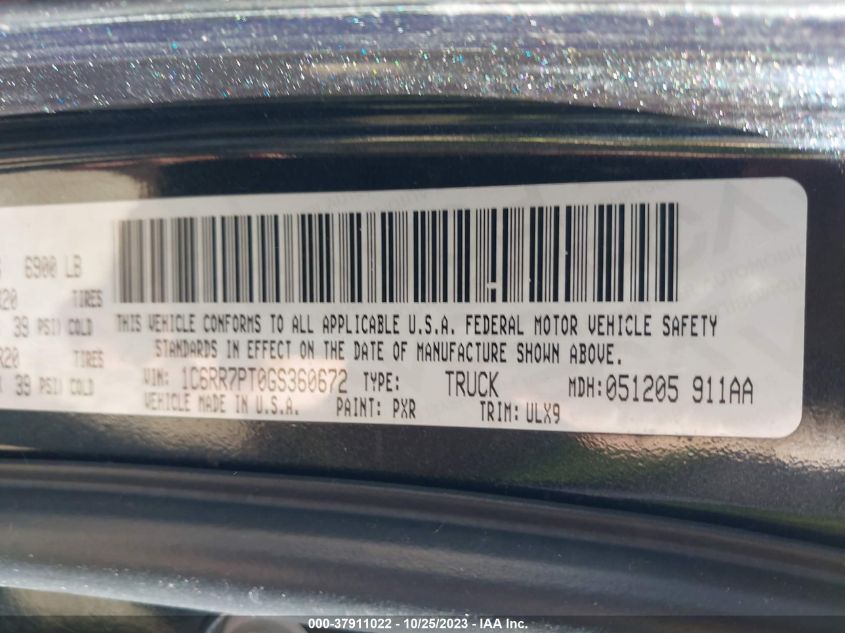 6900 LB
TIRES
39 PSI/ COLD
R20 TIRES
39 PSI/ COLD
THIS VEHICLE CONFORMS TO ALL APPLICABLE U.S.A. FEDERAL MOTOR VEHICLE SAFETY
STANDARDS IN EFFECT ON THE DATE OF MANUFACTURE SHOWN ABOVE.
VIN: 1C6RR7PT0GS360672 TYPE: TRUCK MDH: 051205 911AA
VEHICLE MADE IN U.S.A. PAINT: PXR TRIM: ULX9
000-37911022 - 10/25/2023 - IAA Inc.